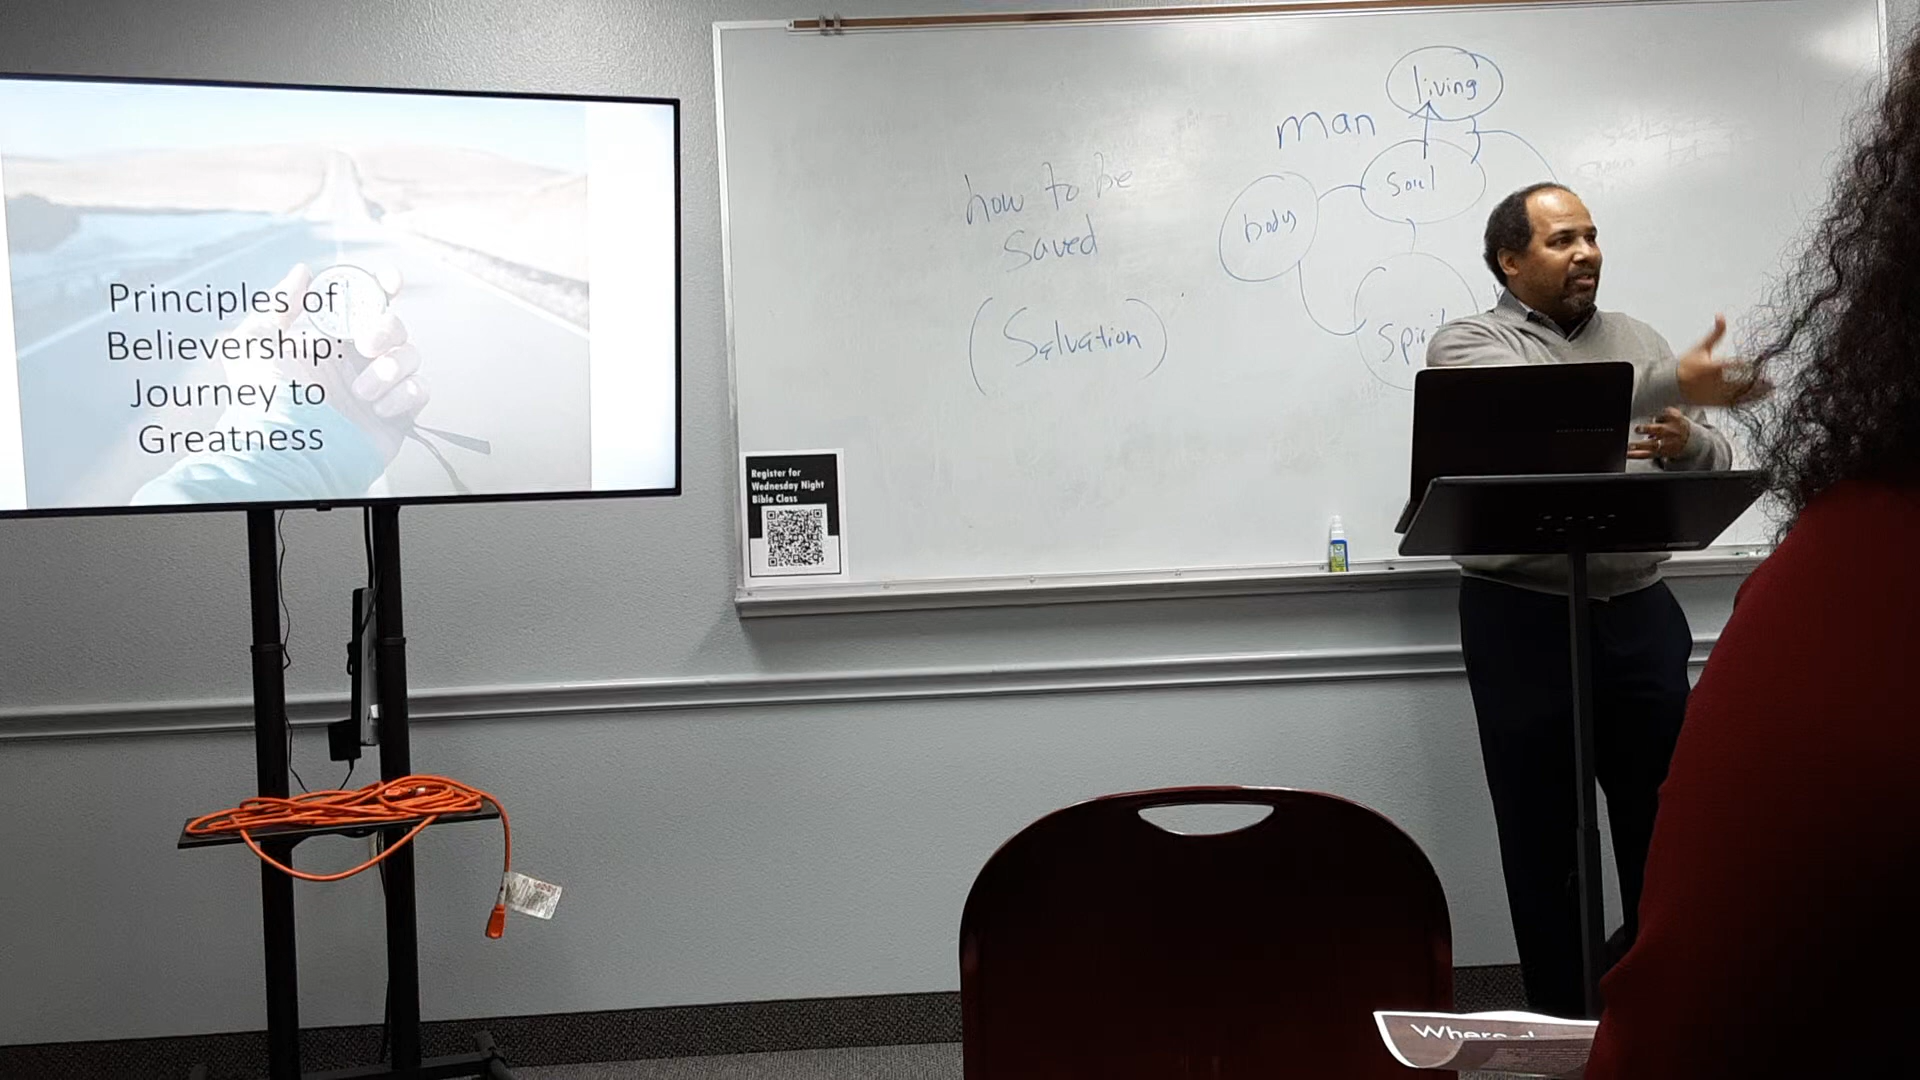 Principles of
Believership:
Journey to
Greatness
how to be
saved
(Salvation)
man
living
soul
body
Register for
Wednesday Night
Bible Class